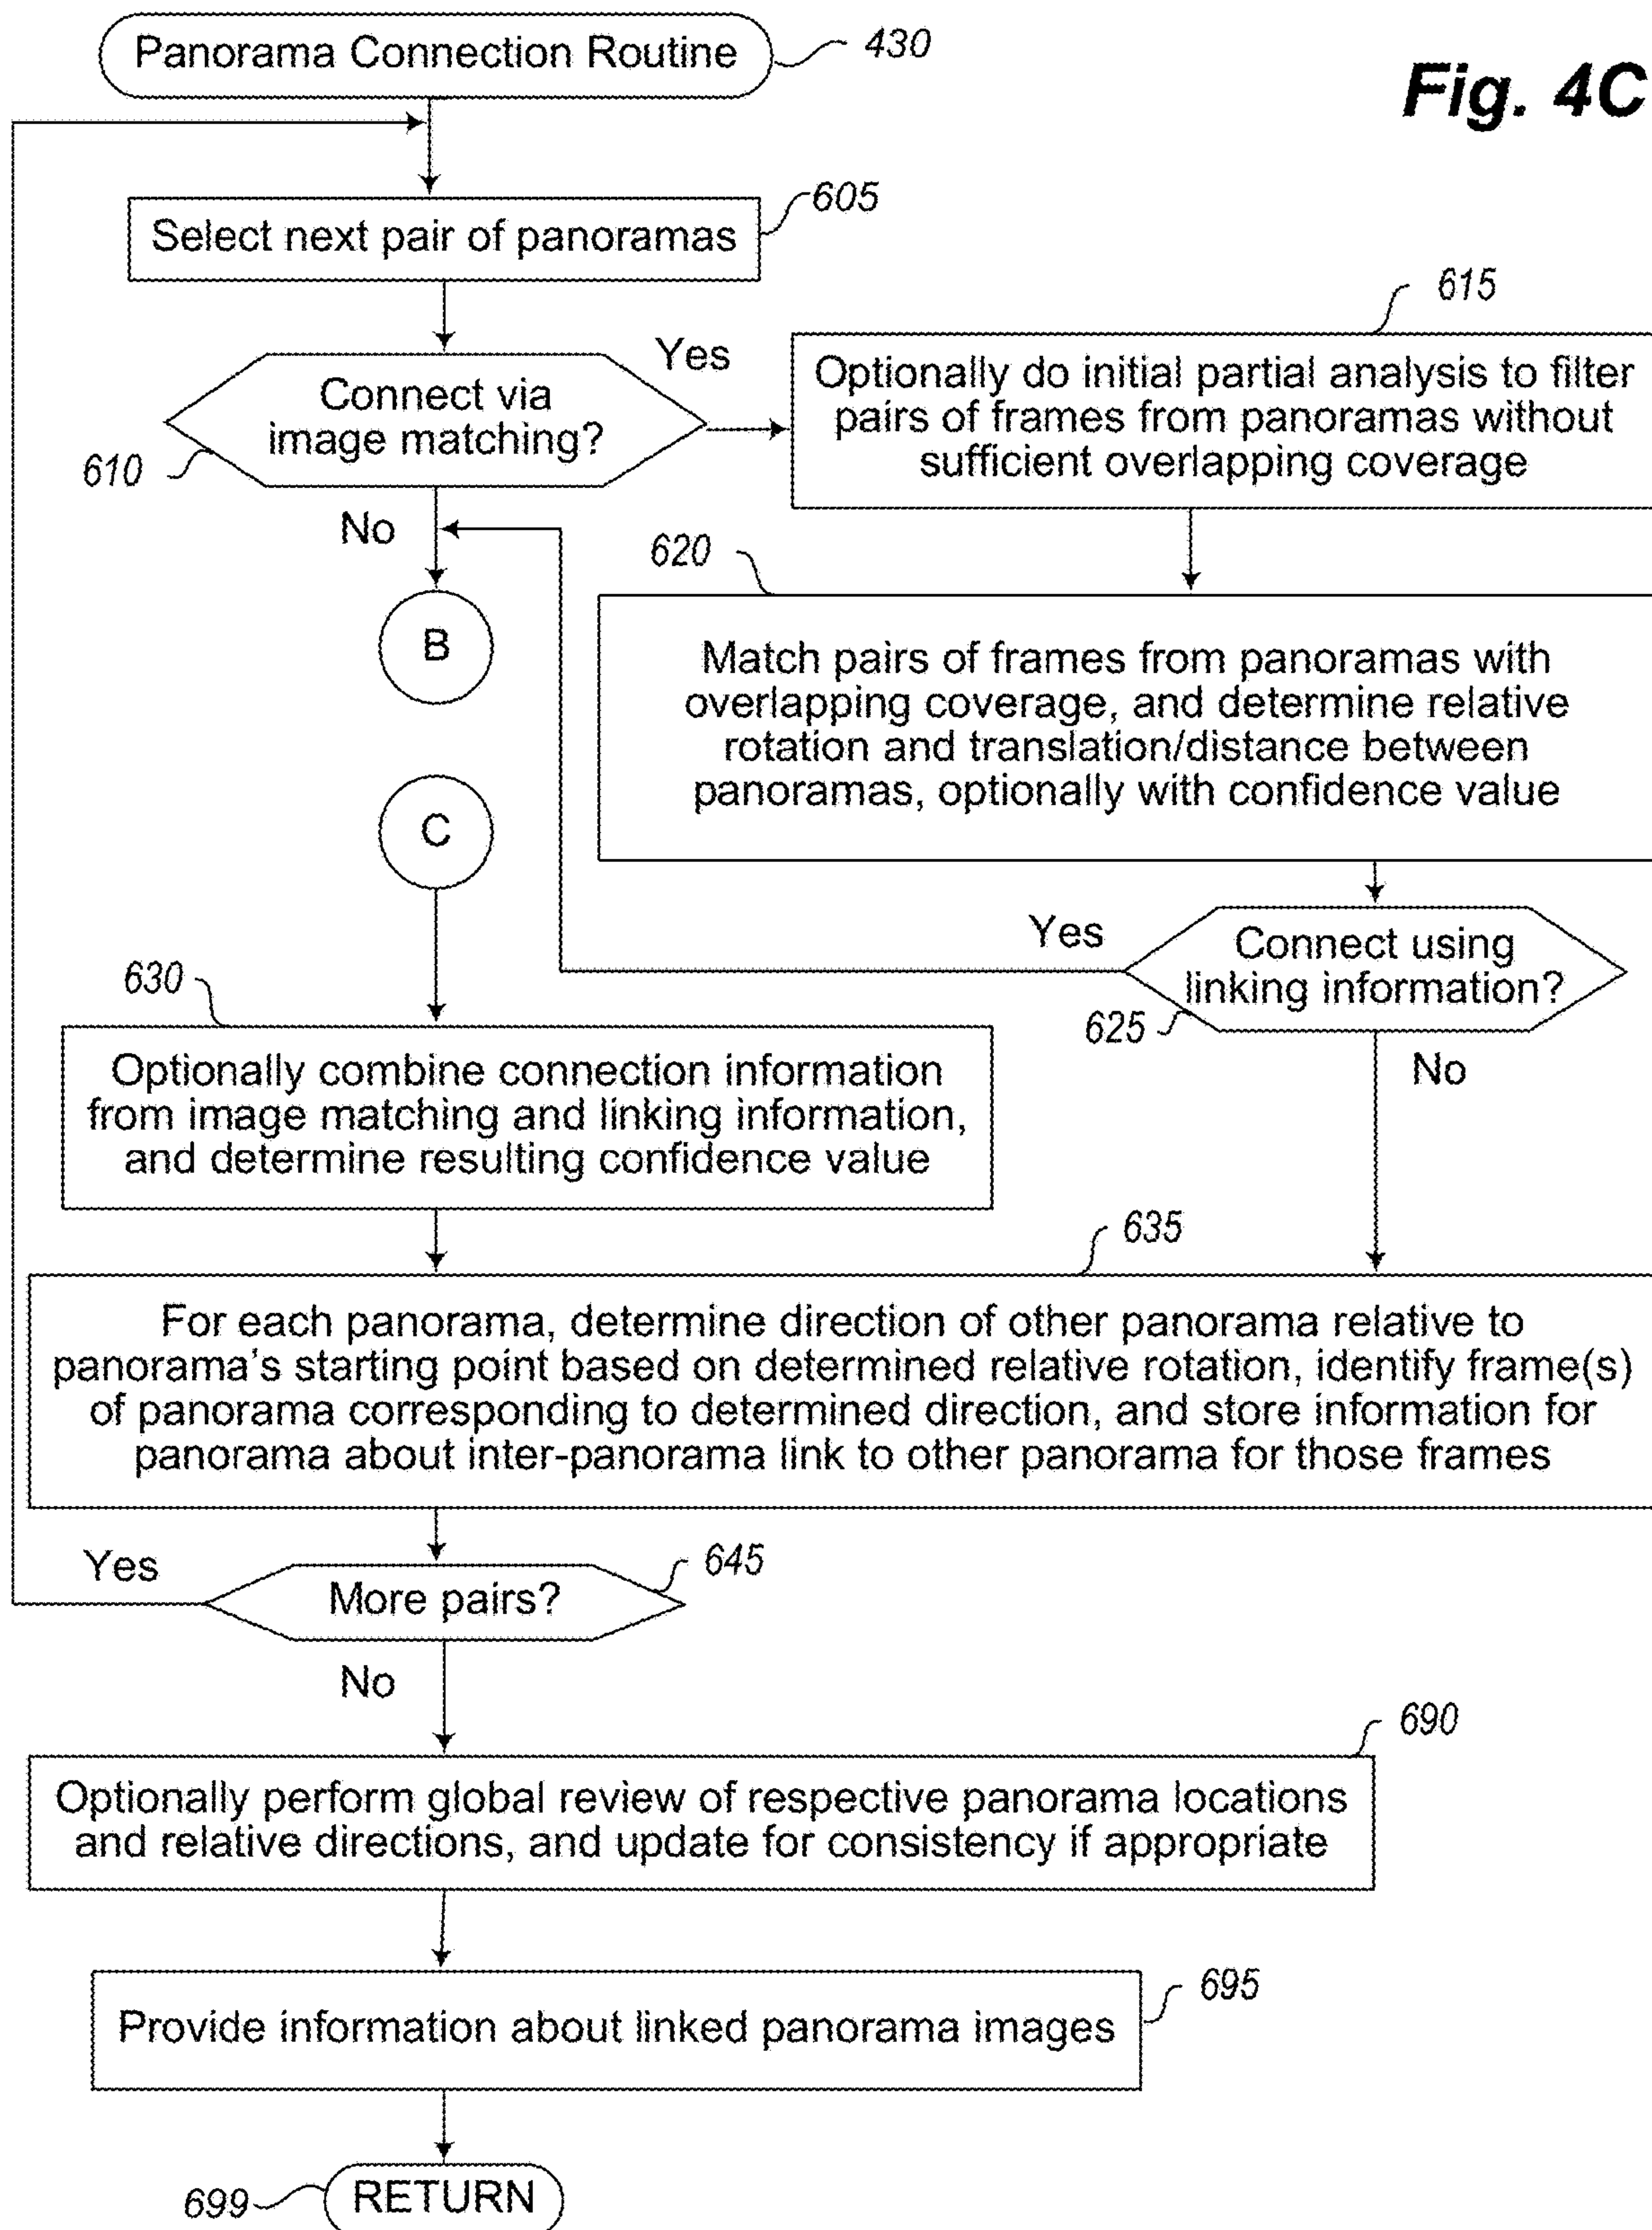 Panorama Connection Routine
430
Fig. 4C
Select next pair of panoramas
605
Connect via
image matching?
610
Yes
No
615
Optionally do initial partial analysis to filter
pairs of frames from panoramas without
sufficient overlapping coverage
B
620
Match pairs of frames from panoramas with
overlapping coverage, and determine relative
rotation and translation/distance between
panoramas, optionally with confidence value
C
Yes
Connect using
linking information?
625
No
630
Optionally combine connection information
from image matching and linking information,
and determine resulting confidence value
635
For each panorama, determine direction of other panorama relative to
panorama's starting point based on determined relative rotation, identify frame(s)
of panorama corresponding to determined direction, and store information for
panorama about inter-panorama link to other panorama for those frames
Yes
More pairs?
645
No
690
Optionally perform global review of respective panorama locations
and relative directions, and update for consistency if appropriate
Provide information about linked panorama images
695
699
RETURN